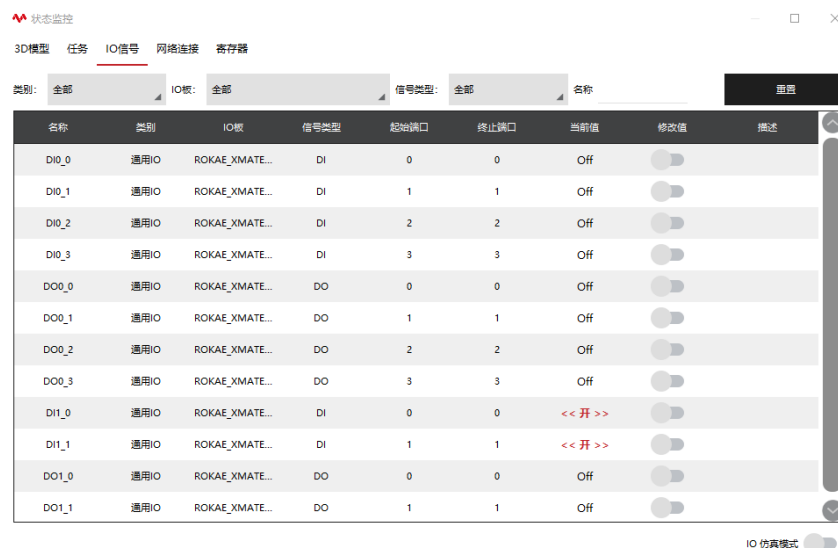 状态监控
3D模型 任务 IO信号 网络连接 寄存器
类别: 全部 IO板: 全部 信号类型: 全部 名称 重置
名称 类别 IO板 信号类型 起始端口 终止端口 当前值 修改值 描述
DI0_0 通用IO ROKAE_XMATE... DI 0 0 Off
DI0_1 通用IO ROKAE_XMATE... DI 1 1 Off
DI0_2 通用IO ROKAE_XMATE... DI 2 2 Off
DI0_3 通用IO ROKAE_XMATE... DI 3 3 Off
DO0_0 通用IO ROKAE_XMATE... DO 0 0 Off
DO0_1 通用IO ROKAE_XMATE... DO 1 1 Off
DO0_2 通用IO ROKAE_XMATE... DO 2 2 Off
DO0_3 通用IO ROKAE_XMATE... DO 3 3 Off
DI1_0 通用IO ROKAE_XMATE... DI 0 0 << 开 >>
DI1_1 通用IO ROKAE_XMATE... DI 1 1 << 开 >>
DO1_0 通用IO ROKAE_XMATE... DO 0 0 Off
DO1_1 通用IO ROKAE_XMATE... DO 1 1 Off
IO 仿真模式